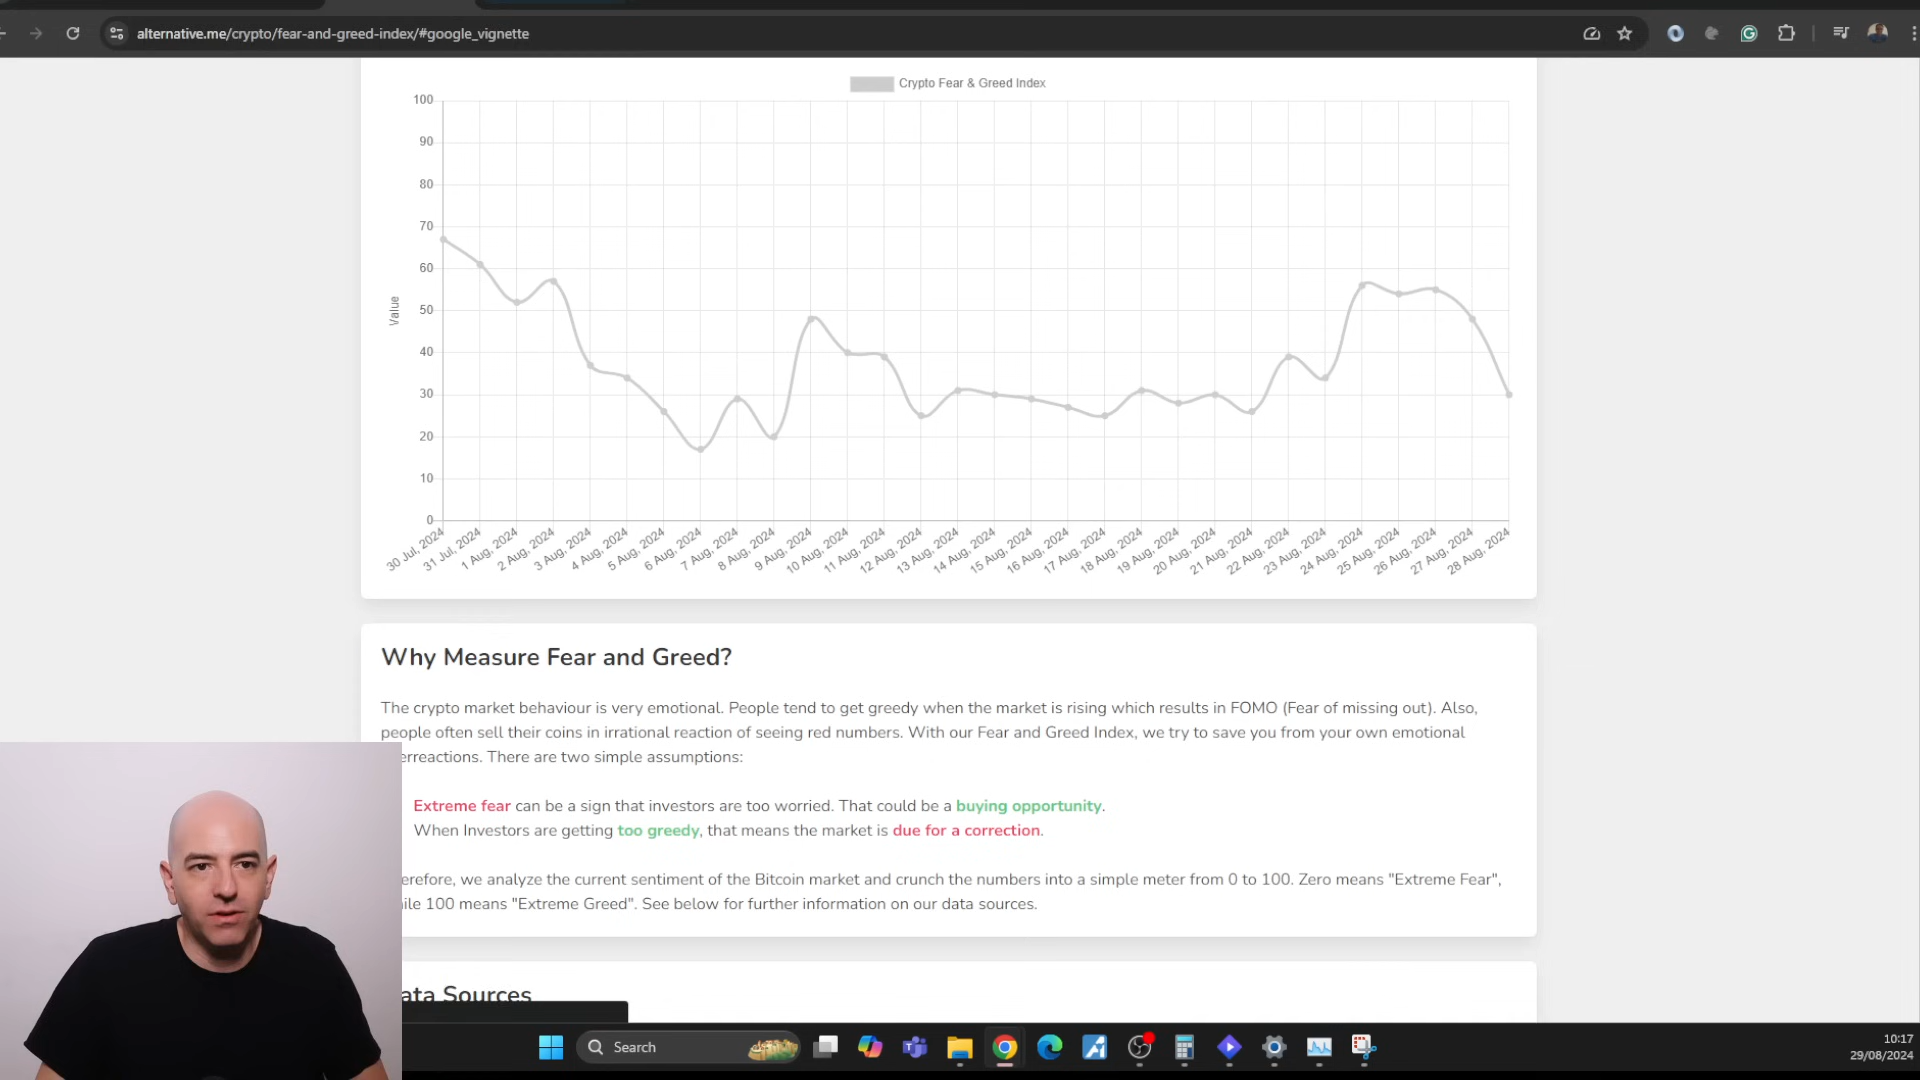 alternative.me/crypto/fear-and-greed-index/#google_vignette
Crypto Fear & Greed Index
100
90
80
70
60
50
40
30
20
10
0
Value
30 Jul, 2024
31 Jul, 2024
1 Aug, 2024
2 Aug, 2024
3 Aug, 2024
4 Aug, 2024
5 Aug, 2024
6 Aug, 2024
7 Aug, 2024
8 Aug, 2024
9 Aug, 2024
10 Aug, 2024
11 Aug, 2024
12 Aug, 2024
13 Aug, 2024
14 Aug, 2024
15 Aug, 2024
16 Aug, 2024
17 Aug, 2024
18 Aug, 2024
19 Aug, 2024
20 Aug, 2024
21 Aug, 2024
22 Aug, 2024
23 Aug, 2024
24 Aug, 2024
25 Aug, 2024
26 Aug, 2024
27 Aug, 2024
28 Aug, 2024
Why Measure Fear and Greed?
The crypto market behaviour is very emotional. People tend to get greedy when the market is rising which results in FOMO (Fear of missing out). Also,
people often sell their coins in irrational reaction of seeing red numbers. With our Fear and Greed Index, we try to save you from your own emotional
erreactions. There are two simple assumptions:
Extreme fear can be a sign that investors are too worried. That could be a buying opportunity.
When Investors are getting too greedy, that means the market is due for a correction.
erefore, we analyze the current sentiment of the Bitcoin market and crunch the numbers into a simple meter from 0 to 100. Zero means "Extreme Fear",
ile 100 means "Extreme Greed". See below for further information on our data sources.
ata Sources
Search
10:17
29/08/2024